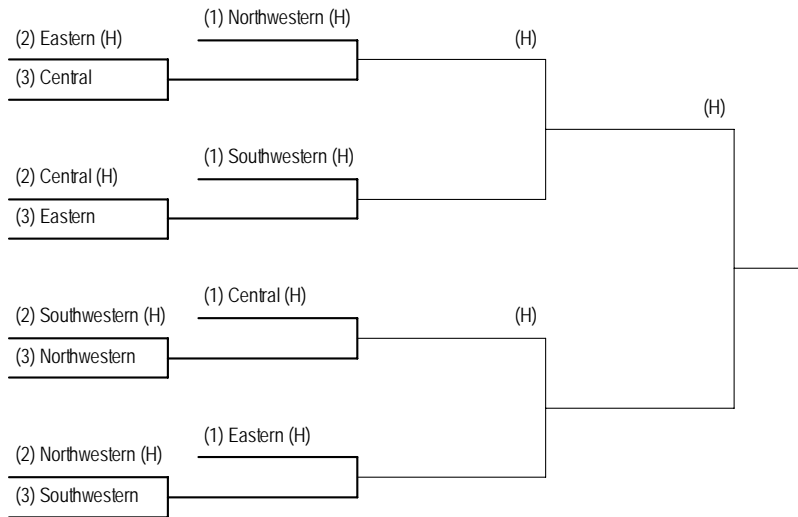 (1) Northwestern (H)
(2) Eastern (H)
(H)
(3) Central
(H)
(1) Southwestern (H)
(2) Central (H)
(3) Eastern
(1) Central (H)
(2) Southwestern (H)
(H)
(3) Northwestern
(1) Eastern (H)
(2) Northwestern (H)
(3) Southwestern